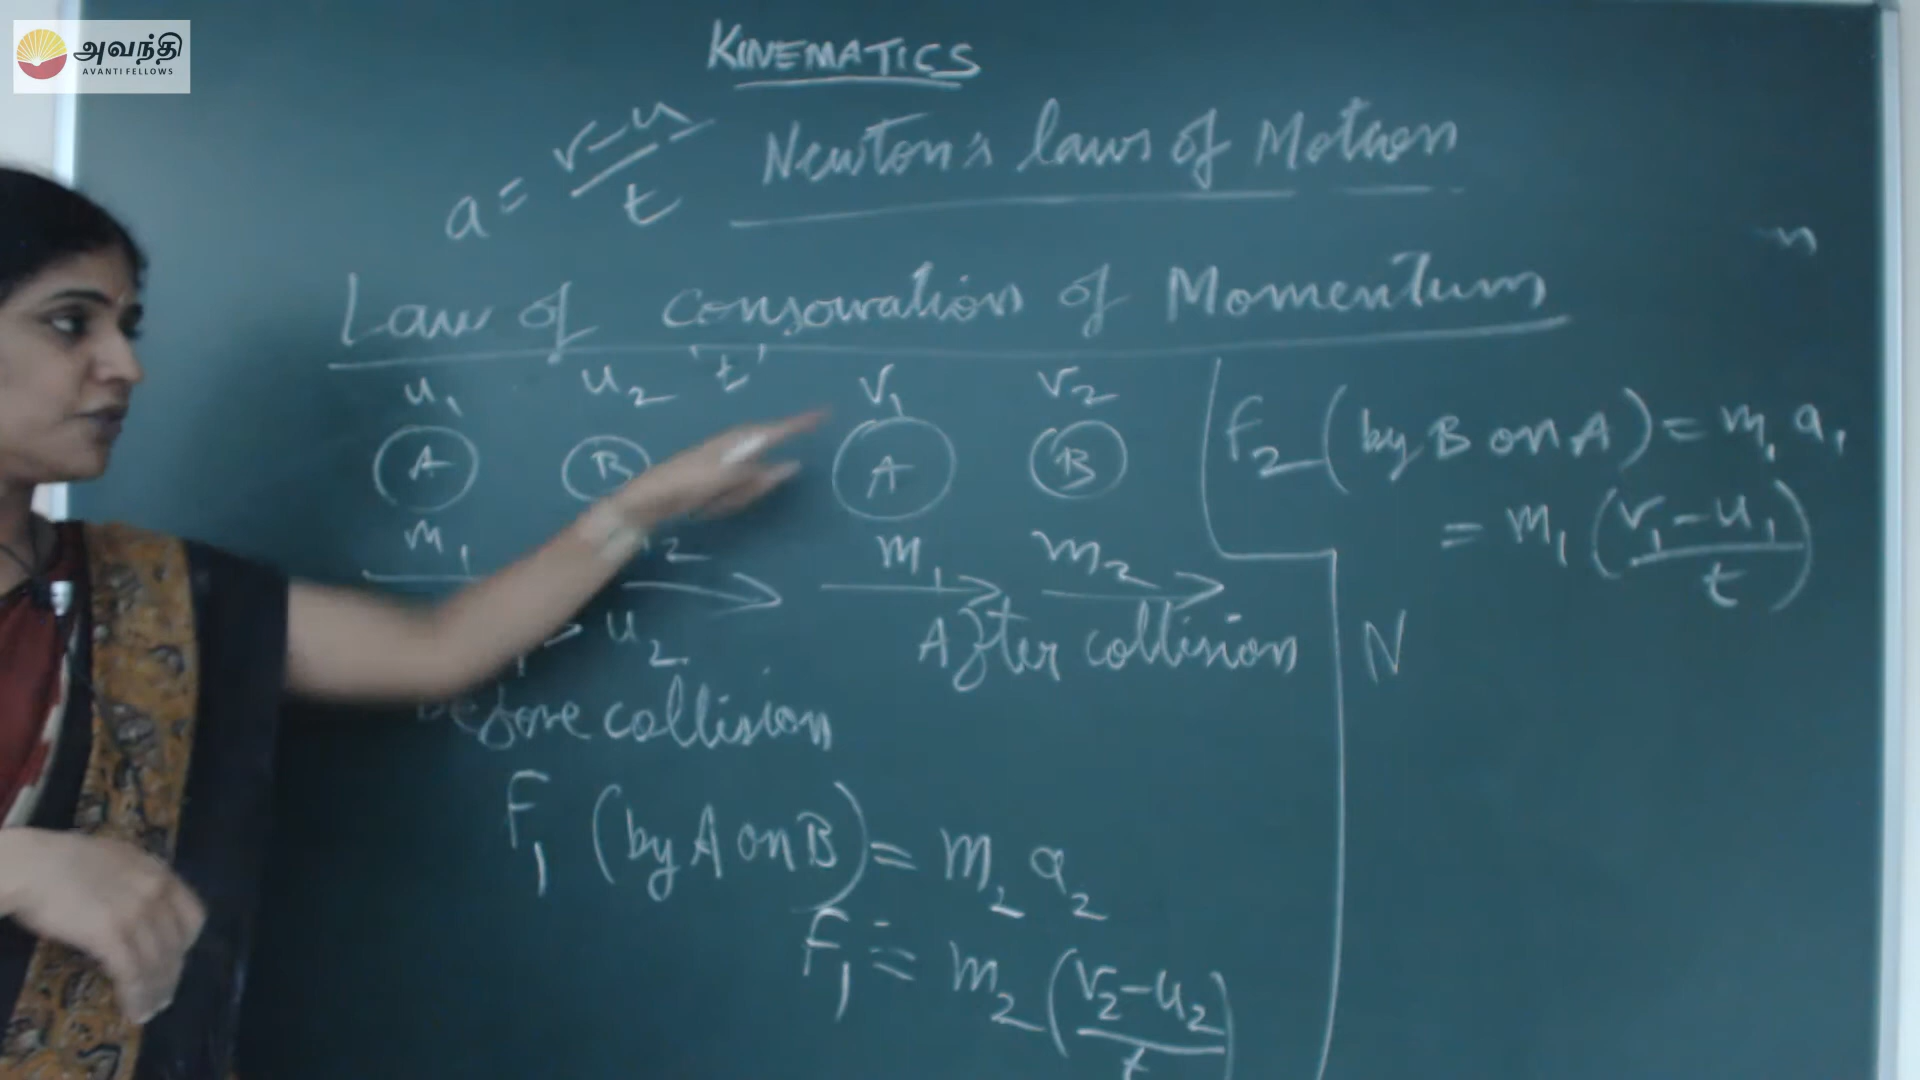 அவந்தி
AVANTI FELLOWS
KINEMATICS
a = v-u / t
Newton's laws of Motion
n
Law of Conservation of Momentum
u₁ u₂ 't' v₁ v₂
A B A B
m₁ m₁ m₂
u₂
After collision
Before collision
F₁ (by A on B) = m₂ a₂
F₁ = m₂ (v₂-u₂ / t
F₂ (by B on A) = m₁ a₁
= m₁ (v₁-u₁ / t)
N